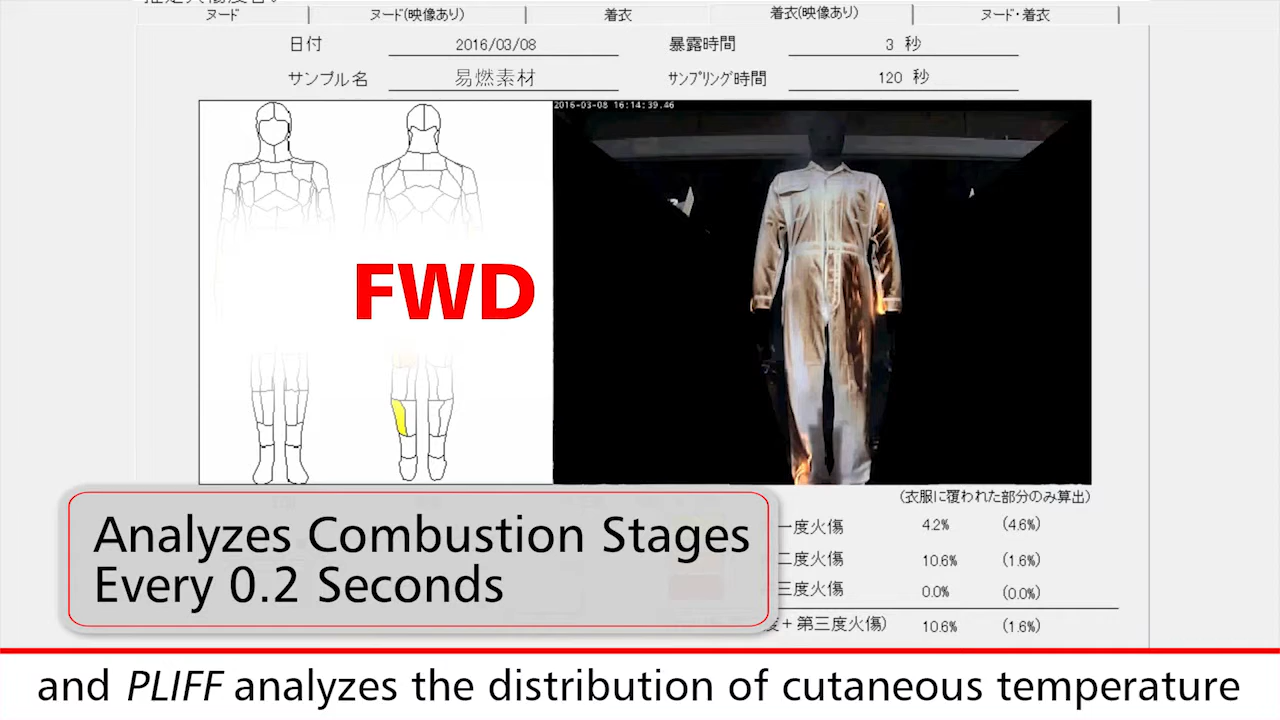 ヌード ヌード(映像あり) 着衣 着衣(映像あり) ヌード・着衣
日付 2016/03/08 暴露時間 3 秒
サンプル名 易燃素材 サンプリング時間 120 秒
2016-03-08 16:14:39.46
FWD
(衣服に覆われた部分のみ算出)
一度火傷 4.2% (4.6%)
二度火傷 10.6% (1.6%)
三度火傷 0.0% (0.0%)
度+第三度火傷) 10.6% (1.6%)
Analyzes Combustion Stages
Every 0.2 Seconds
and PLIFF analyzes the distribution of cutaneous temperature